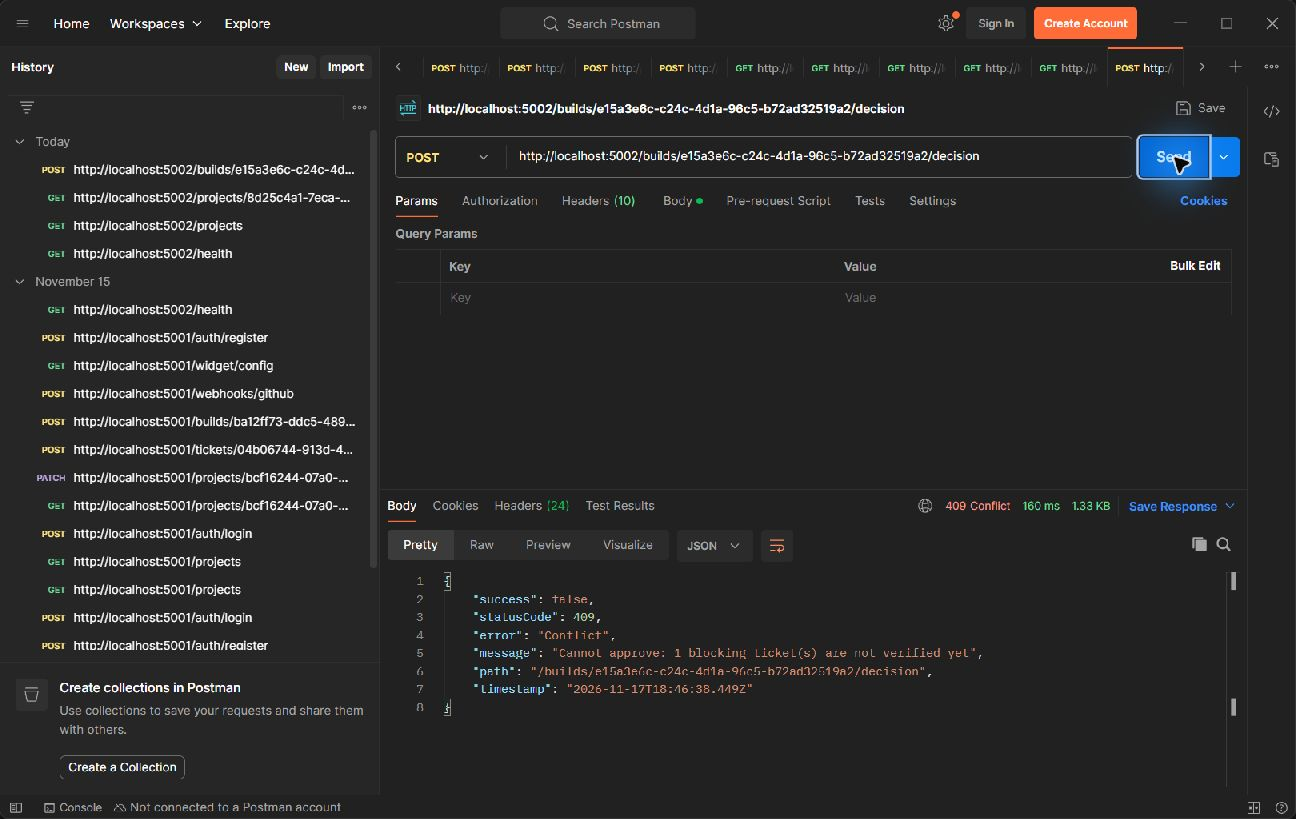 Home Workspaces Explore Search Postman Sign In Create Account
History New Import
POST http:/ POST http:/ POST http:/ POST http:/ GET http:// GET http:// GET http:// GET http:// GET http:// POST http:/
HTTP http://localhost:5002/builds/e15a3e6c-c24c-4d1a-96c5-b72ad32519a2/decision Save
POST http://localhost:5002/builds/e15a3e6c-c24c-4d1a-96c5-b72ad32519a2/decision Send
Params Authorization Headers (10) Body Pre-request Script Tests Settings Cookies
Query Params
Key Value Bulk Edit
Key Value
Today
POST http://localhost:5002/builds/e15a3e6c-c24c-4d...
GET http://localhost:5002/projects/8d25c4a1-7eca-...
GET http://localhost:5002/projects
GET http://localhost:5002/health
November 15
GET http://localhost:5002/health
POST http://localhost:5001/auth/register
GET http://localhost:5001/widget/config
POST http://localhost:5001/webhooks/github
POST http://localhost:5001/builds/ba12ff73-ddc5-489...
POST http://localhost:5001/tickets/04b06744-913d-4...
PATCH http://localhost:5001/projects/bcf16244-07a0-...
GET http://localhost:5001/projects/bcf16244-07a0-...
POST http://localhost:5001/auth/login
GET http://localhost:5001/projects
GET http://localhost:5001/projects
POST http://localhost:5001/auth/login
POST http://localhost:5001/auth/register
Create collections in Postman
Use collections to save your requests and share them
with others.
Create a Collection
Body Cookies Headers (24) Test Results 409 Conflict 160 ms 1.33 KB Save Response
Pretty Raw Preview Visualize JSON
1 {
2 "success": false,
3 "statusCode": 409,
4 "error": "Conflict",
5 "message": "Cannot approve: 1 blocking ticket(s) are not verified yet",
6 "path": "/builds/e15a3e6c-c24c-4d1a-96c5-b72ad32519a2/decision",
7 "timestamp": "2026-11-17T18:46:38.449Z"
8 }
Console Not connected to a Postman account